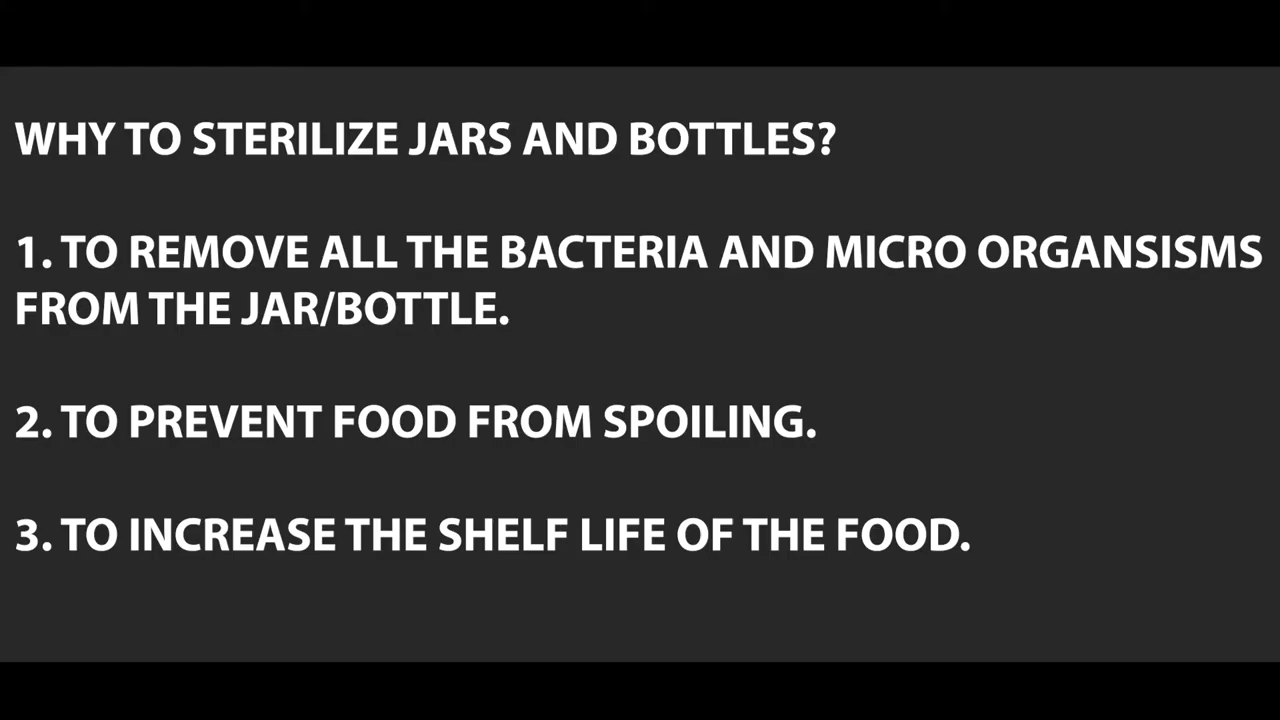 WHY TO STERILIZE JARS AND BOTTLES?
1. TO REMOVE ALL THE BACTERIA AND MICRO ORGANSISMS
FROM THE JAR/BOTTLE.
2. TO PREVENT FOOD FROM SPOILING.
3. TO INCREASE THE SHELF LIFE OF THE FOOD.